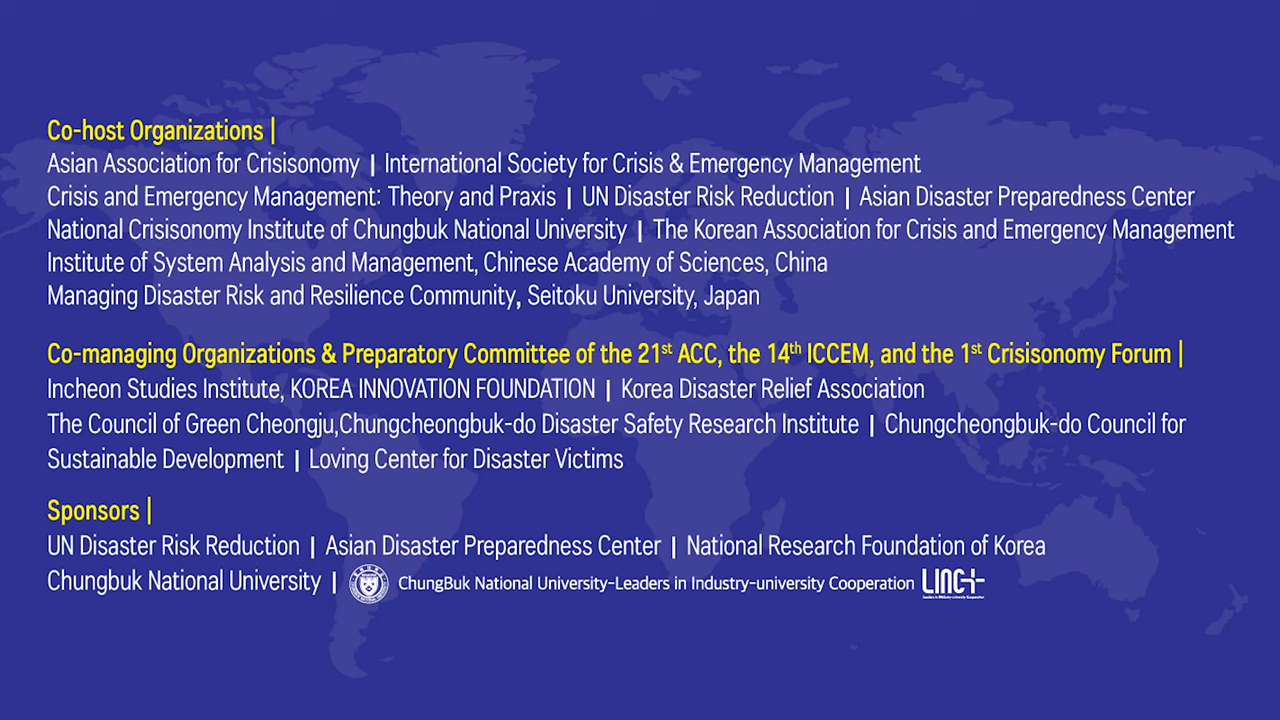 Co-host Organizations |
Asian Association for Crisisonomy | International Society for Crisis & Emergency Management
Crisis and Emergency Management: Theory and Praxis | UN Disaster Risk Reduction | Asian Disaster Preparedness Center
National Crisisonomy Institute of Chungbuk National University | The Korean Association for Crisis and Emergency Management
Institute of System Analysis and Management, Chinese Academy of Sciences, China
Managing Disaster Risk and Resilience Community, Seitoku University, Japan
Co-managing Organizations & Preparatory Committee of the 21st ACC, the 14th ICCEM, and the 1st Crisisonomy Forum |
Incheon Studies Institute, KOREA INNOVATION FOUNDATION | Korea Disaster Relief Association
The Council of Green Cheongju,Chungcheongbuk-do Disaster Safety Research Institute | Chungcheongbuk-do Council for
Sustainable Development | Loving Center for Disaster Victims
Sponsors |
UN Disaster Risk Reduction | Asian Disaster Preparedness Center | National Research Foundation of Korea
Chungbuk National University | ChungBuk National University-Leaders in Industry-university Cooperation LINC+
Leaders in INdustry-university Cooperation